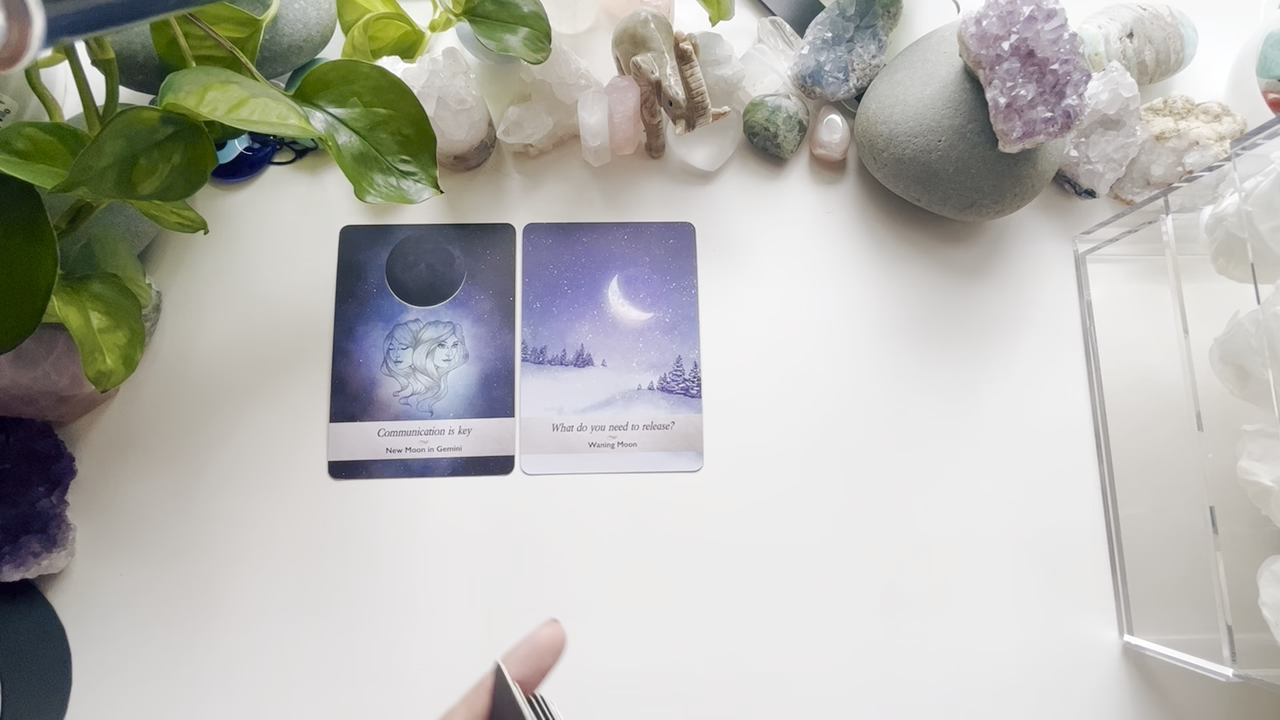 Communication is key
New Moon in Gemini
What do you need to release?
Waning Moon